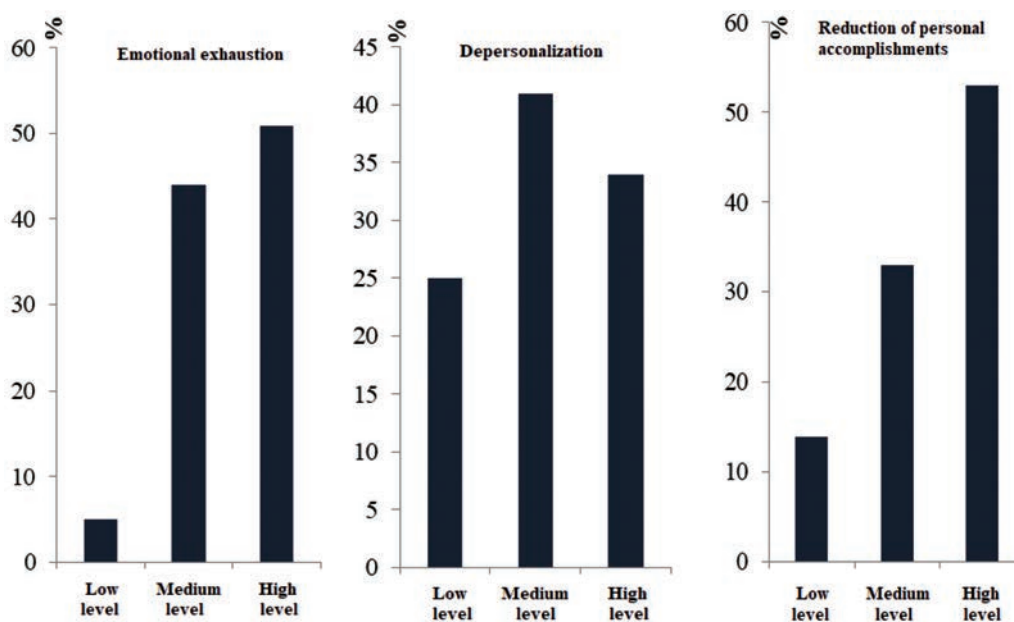 %
Emotional exhaustion
60
50
40
30
20
10
0
Low
level
Medium
level
High
level
%
Depersonalization
45
40
35
30
25
20
15
10
5
0
Low
level
Medium
level
High
level
%
Reduction of personal
accomplishments
60
50
40
30
20
10
0
Low
level
Medium
level
High
level